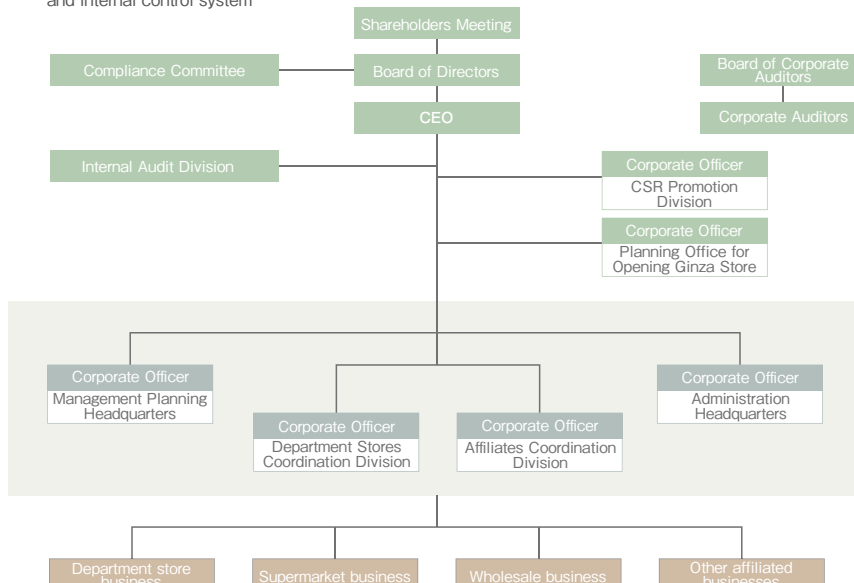 and internal control system
Shareholders Meeting
Compliance Committee
Board of Directors
Board of Corporate
Auditors
CEO
Corporate Auditors
Internal Audit Division
Corporate Officer
CSR Promotion
Division
Corporate Officer
Planning Office for
Opening Ginza Store
Corporate Officer
Management Planning
Headquarters
Corporate Officer
Department Stores
Coordination Division
Corporate Officer
Affiliates Coordination
Division
Corporate Officer
Administration
Headquarters
Department store
business
Supermarket business
Wholesale business
Other affiliated
businesses